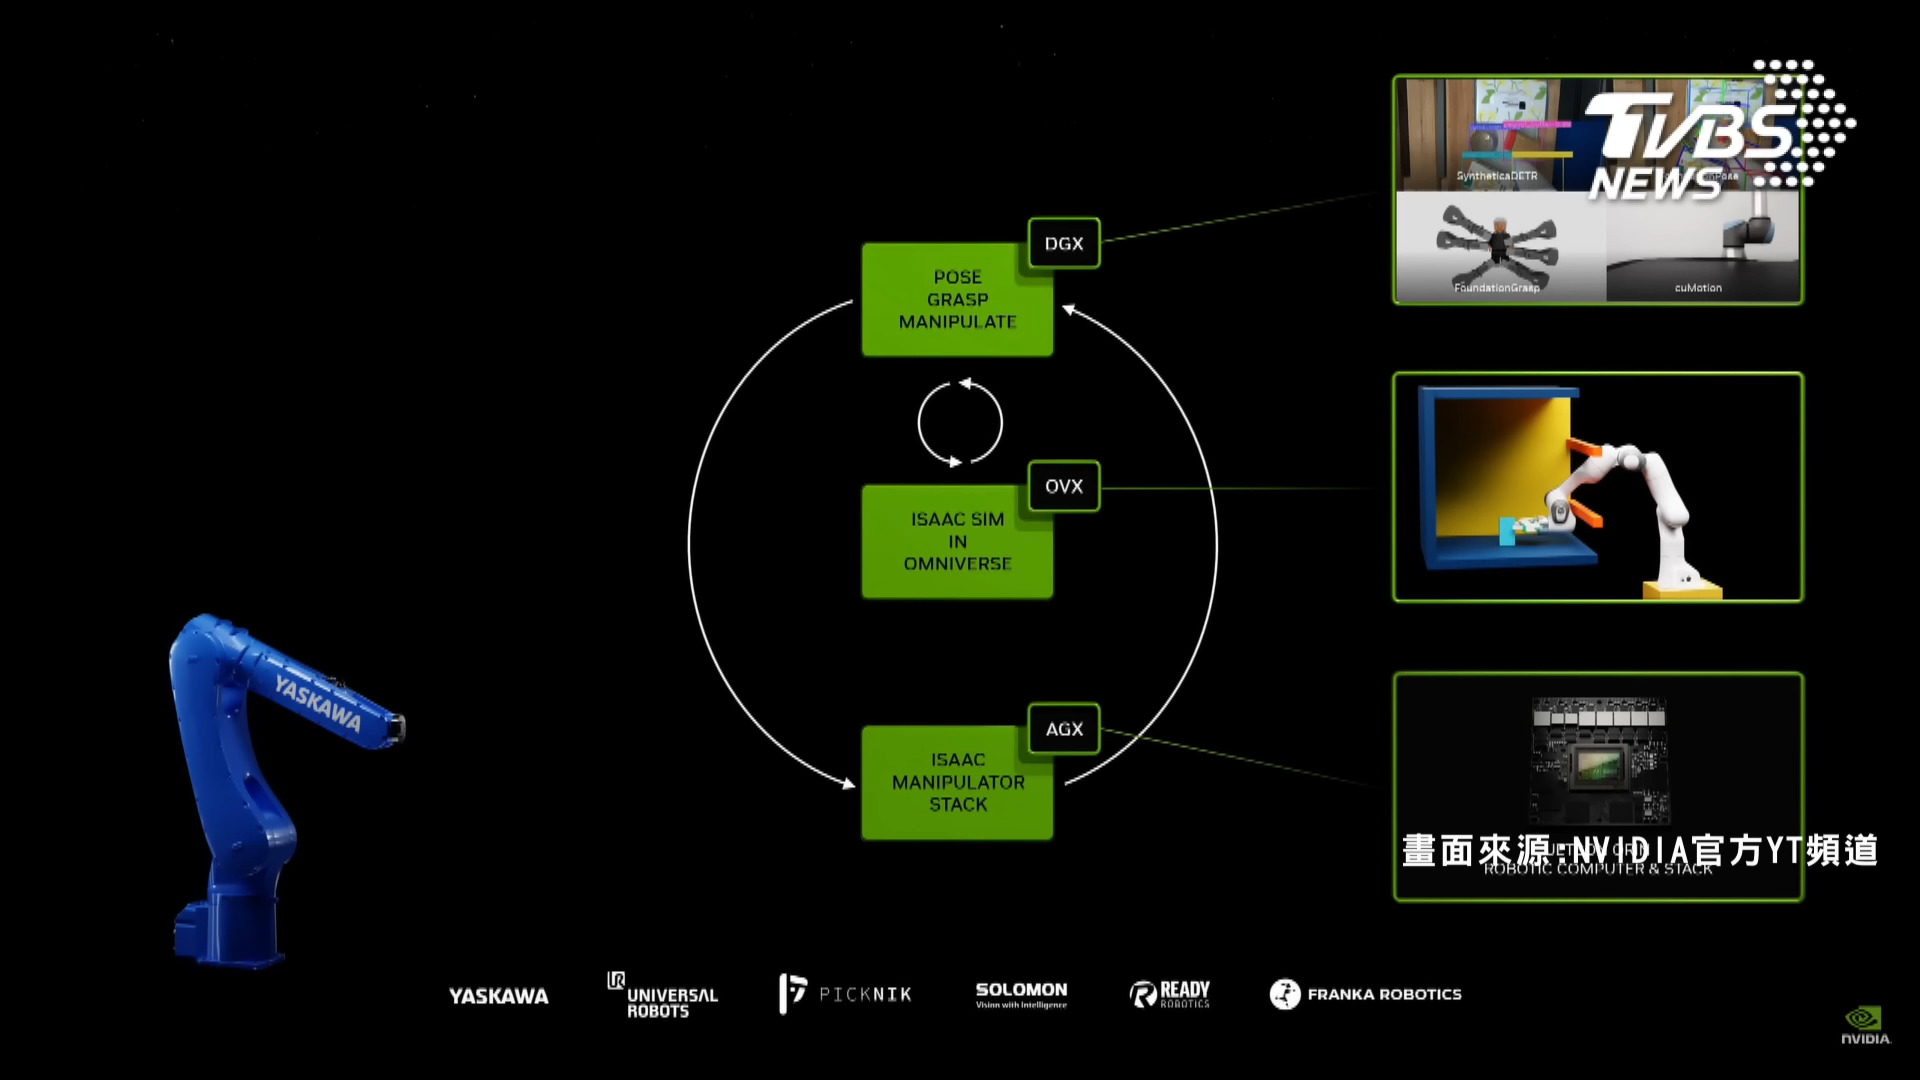 TVBS
NEWS
SyntheticaDETR
FoundationGrasp
cuMotion
DGX
POSE
GRASP
MANIPULATE
OVX
ISAAC SIM
IN
OMNIVERSE
AGX
ISAAC
MANIPULATOR
STACK
YASKAWA
畫面來源:NVIDIA官方YT頻道
ROBOTIC COMPUTER & STACK
YASKAWA
UR
UNIVERSAL
ROBOTS
PICKNIK
SOLOMON
Vision with Intelligence
READY
ROBOTICS
FRANKA ROBOTICS
NVIDIA